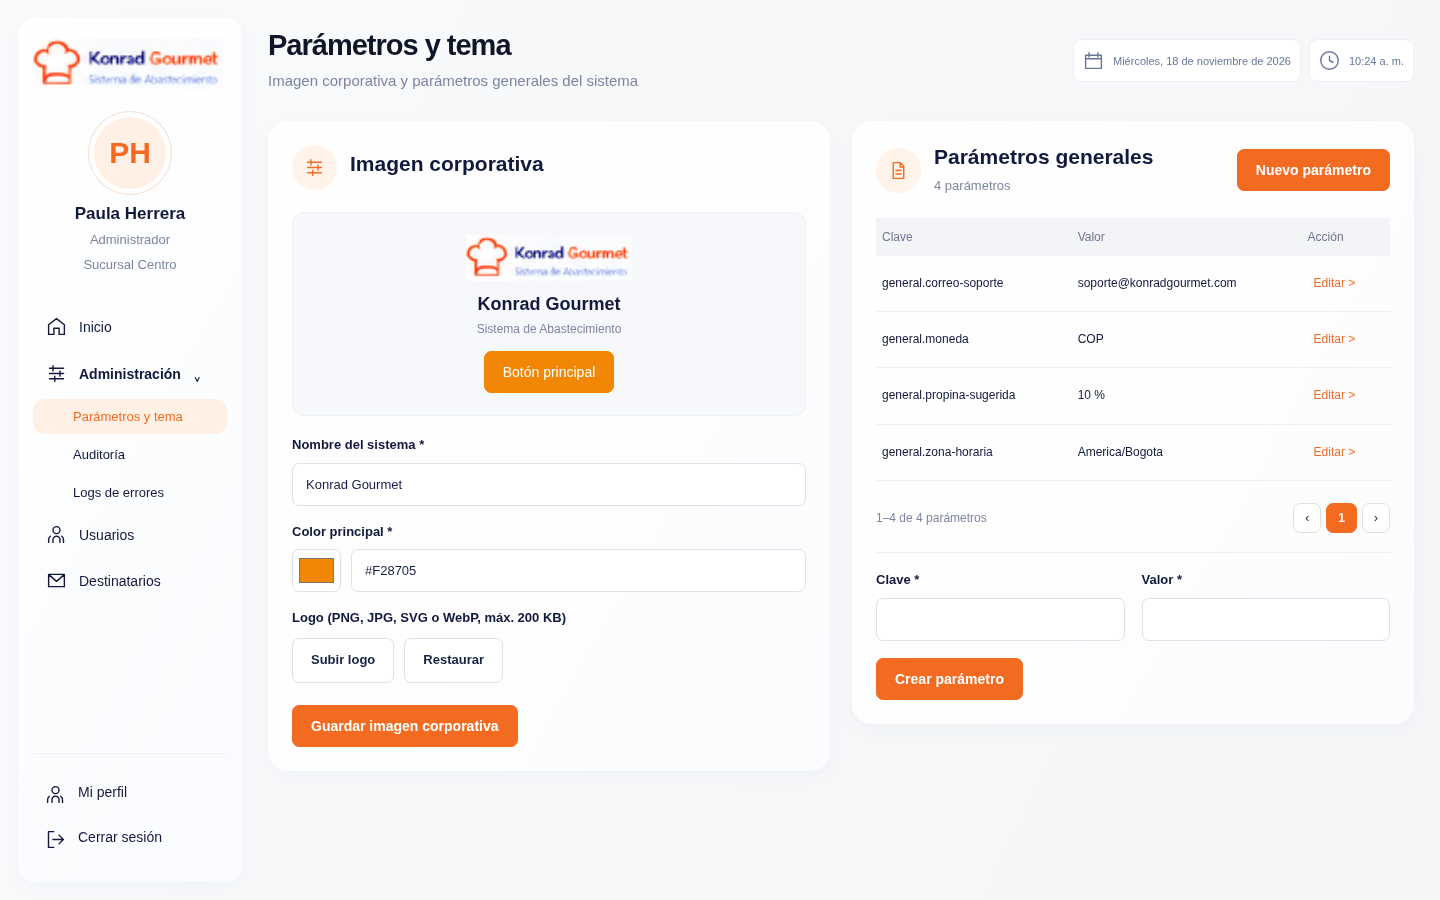 Konrad Gourmet
Sistema de Abastecimiento
PH
Paula Herrera
Administrador
Sucursal Centro
Inicio
Administración
Parámetros y tema
Auditoría
Logs de errores
Usuarios
Destinatarios
Mi perfil
Cerrar sesión
Parámetros y tema
Imagen corporativa y parámetros generales del sistema
Miércoles, 18 de noviembre de 2026
10:24 a. m.
Imagen corporativa
Konrad Gourmet
Sistema de Abastecimiento
Konrad Gourmet
Sistema de Abastecimiento
Botón principal
Nombre del sistema *
Konrad Gourmet
Color principal *
#F28705
Logo (PNG, JPG, SVG o WebP, máx. 200 KB)
Subir logo Restaurar
Guardar imagen corporativa
Parámetros generales
4 parámetros
Nuevo parámetro
Clave Valor Acción
general.correo-soporte soporte@konradgourmet.com Editar >
general.moneda COP Editar >
general.propina-sugerida 10 % Editar >
general.zona-horaria America/Bogota Editar >
1–4 de 4 parámetros ‹ 1 ›
Clave * Valor *
Crear parámetro